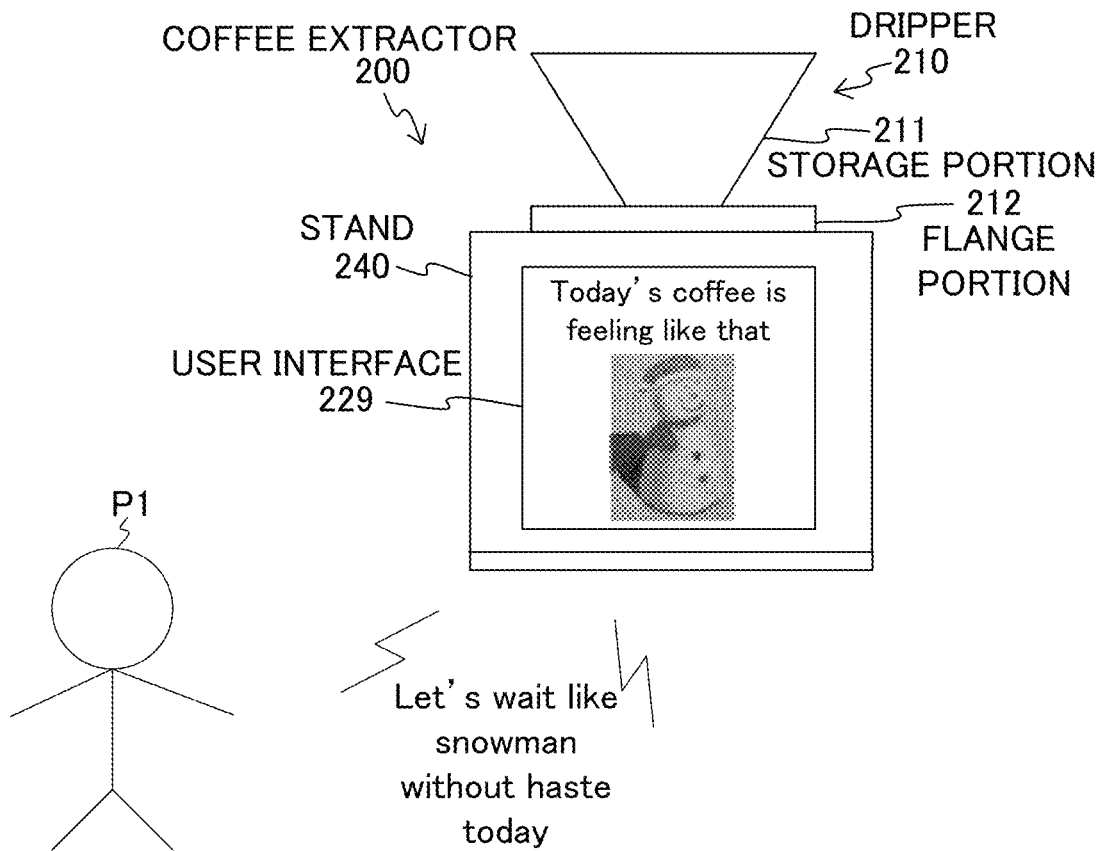 COFFEE EXTRACTOR
200
DRIPPER
210
211
STORAGE PORTION
212
FLANGE
PORTION
STAND
240
Today's coffee is
feeling like that
USER INTERFACE
229
P1
Let's wait like
snowman
without haste
today